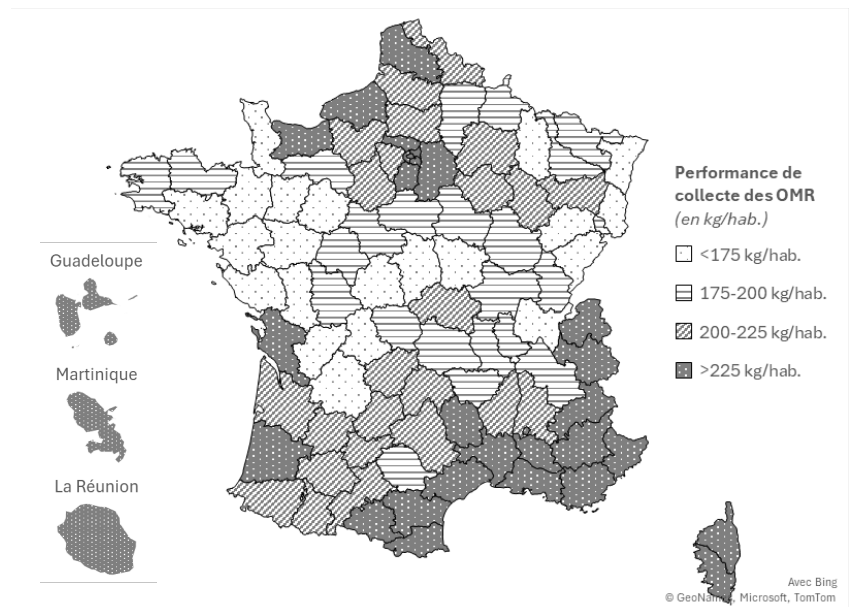 Performance de
collecte des OMR
(en kg/hab.)
<175 kg/hab.
175-200 kg/hab.
200-225 kg/hab.
>225 kg/hab.
Guadeloupe
Martinique
La Réunion
Avec Bing
© GeoNames, Microsoft, TomTom